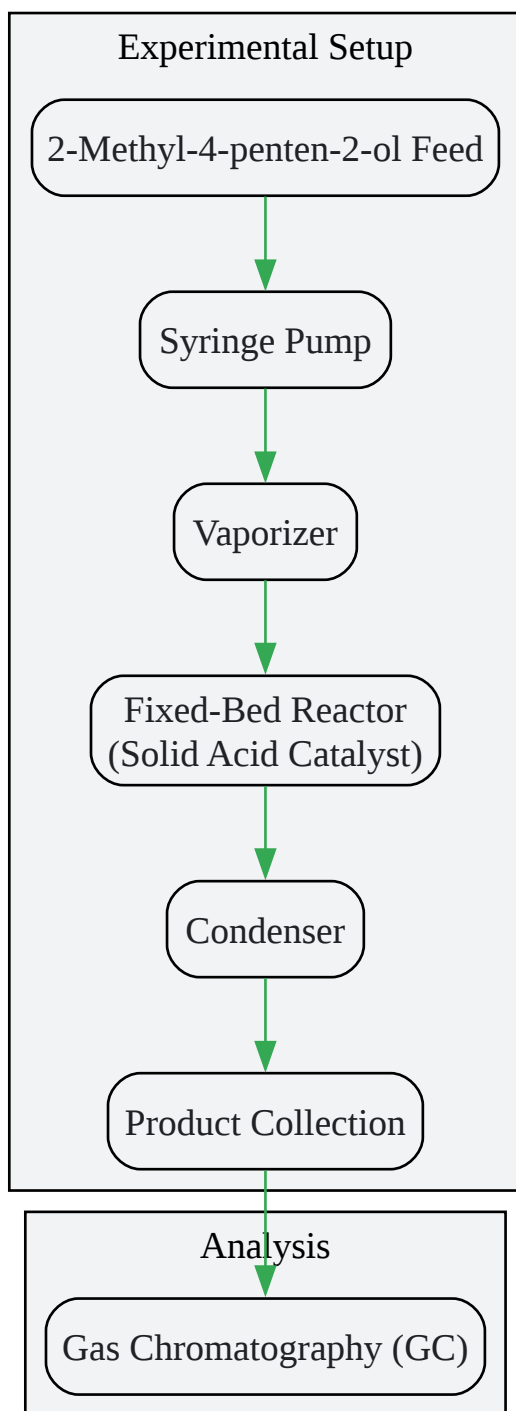 Experimental Setup
2-Methyl-4-penten-2-ol Feed
Syringe Pump
Vaporizer
Fixed-Bed Reactor
(Solid Acid Catalyst)
Condenser
Product Collection
Analysis
Gas Chromatography (GC)